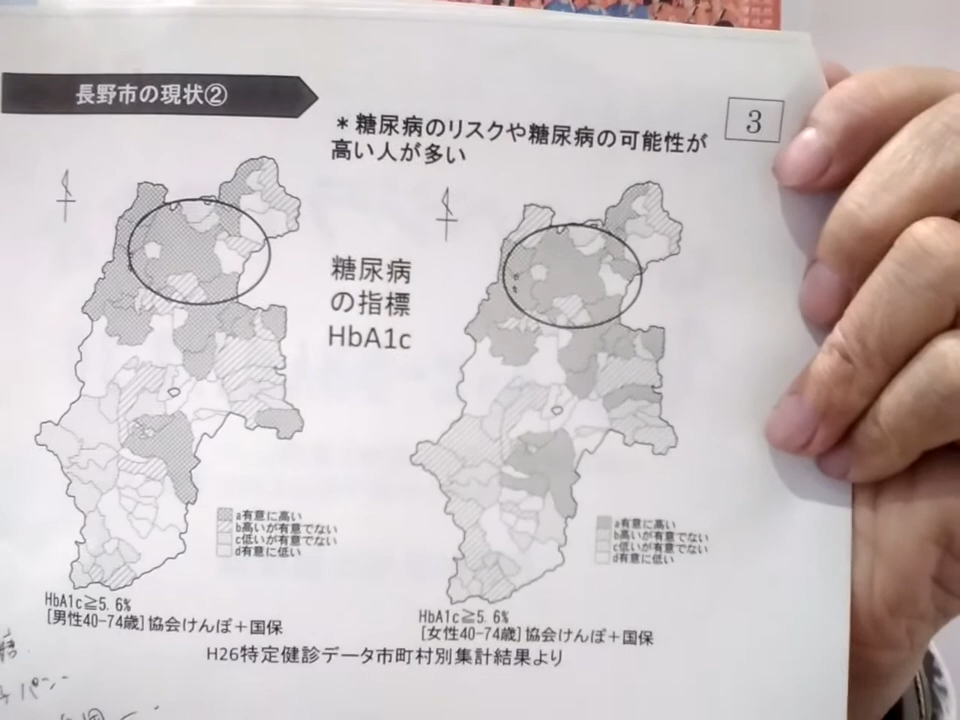 長野市の現状②
3
＊糖尿病のリスクや糖尿病の可能性が
高い人が多い
糖尿病
の指標
HbA1c
a有意に高い
b高いが有意でない
c低いが有意でない
d有意に低い
HbA1c≧5.6%
[男性40-74歳]協会けんぽ＋国保
a有意に高い
b高いが有意でない
c低いが有意でない
d有意に低い
HbA1c≧5.6%
[女性40-74歳]協会けんぽ＋国保
H26特定健診データ市町村別集計結果より